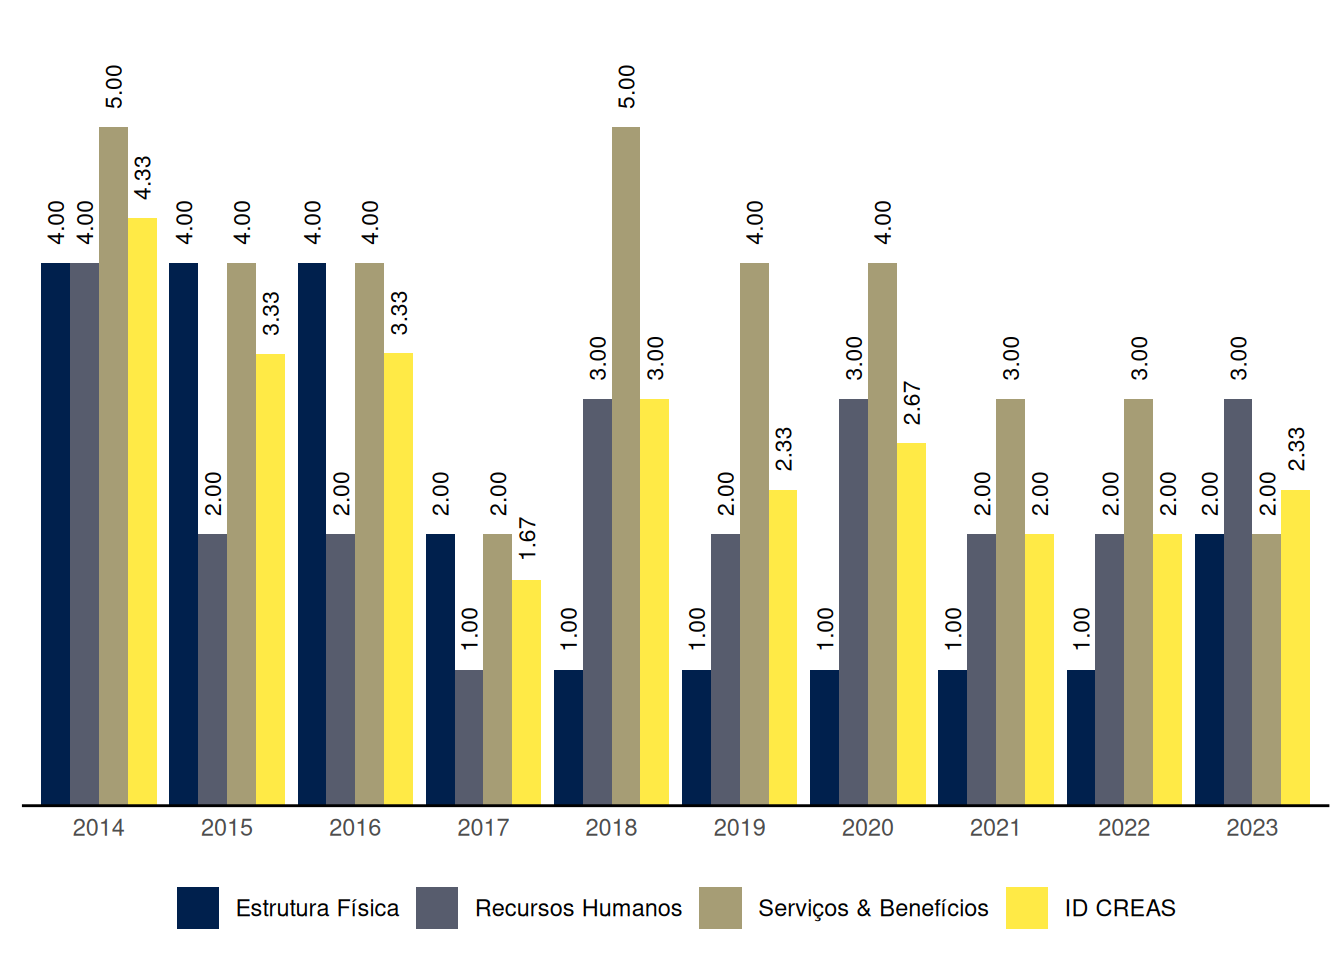 4.00 4.00 5.00 4.33
4.00 2.00 4.00 3.33
4.00 2.00 4.00 3.33
2.00 1.00 2.00 1.67
1.00 3.00 5.00 3.00
1.00 2.00 4.00 2.33
1.00 3.00 4.00 2.67
1.00 2.00 3.00 2.00
1.00 2.00 3.00 2.00
2.00 3.00 2.00 2.33
2014 2015 2016 2017 2018 2019 2020 2021 2022 2023
Estrutura Física Recursos Humanos Serviços & Benefícios ID CREAS